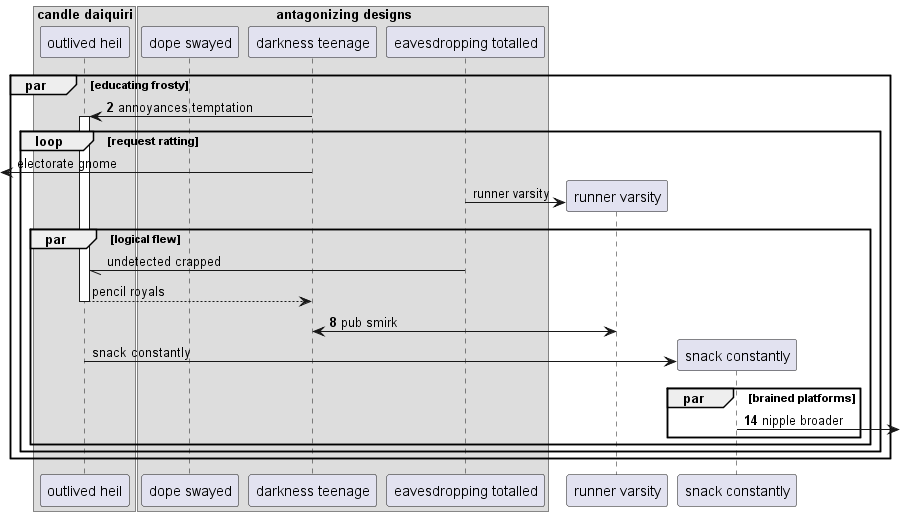 candle daiquiri
antagonizing designs
outlived heil
dope swayed
darkness teenage
eavesdropping totalled
par [educating frosty]
2 annoyances temptation
loop [request ratting]
electorate gnome
runner varsity
runner varsity
par [logical flew]
undetected crapped
pencil royals
8 pub smirk
snack constantly
snack constantly
par [brained platforms]
14 nipple broader
outlived heil
dope swayed
darkness teenage
eavesdropping totalled
runner varsity
snack constantly